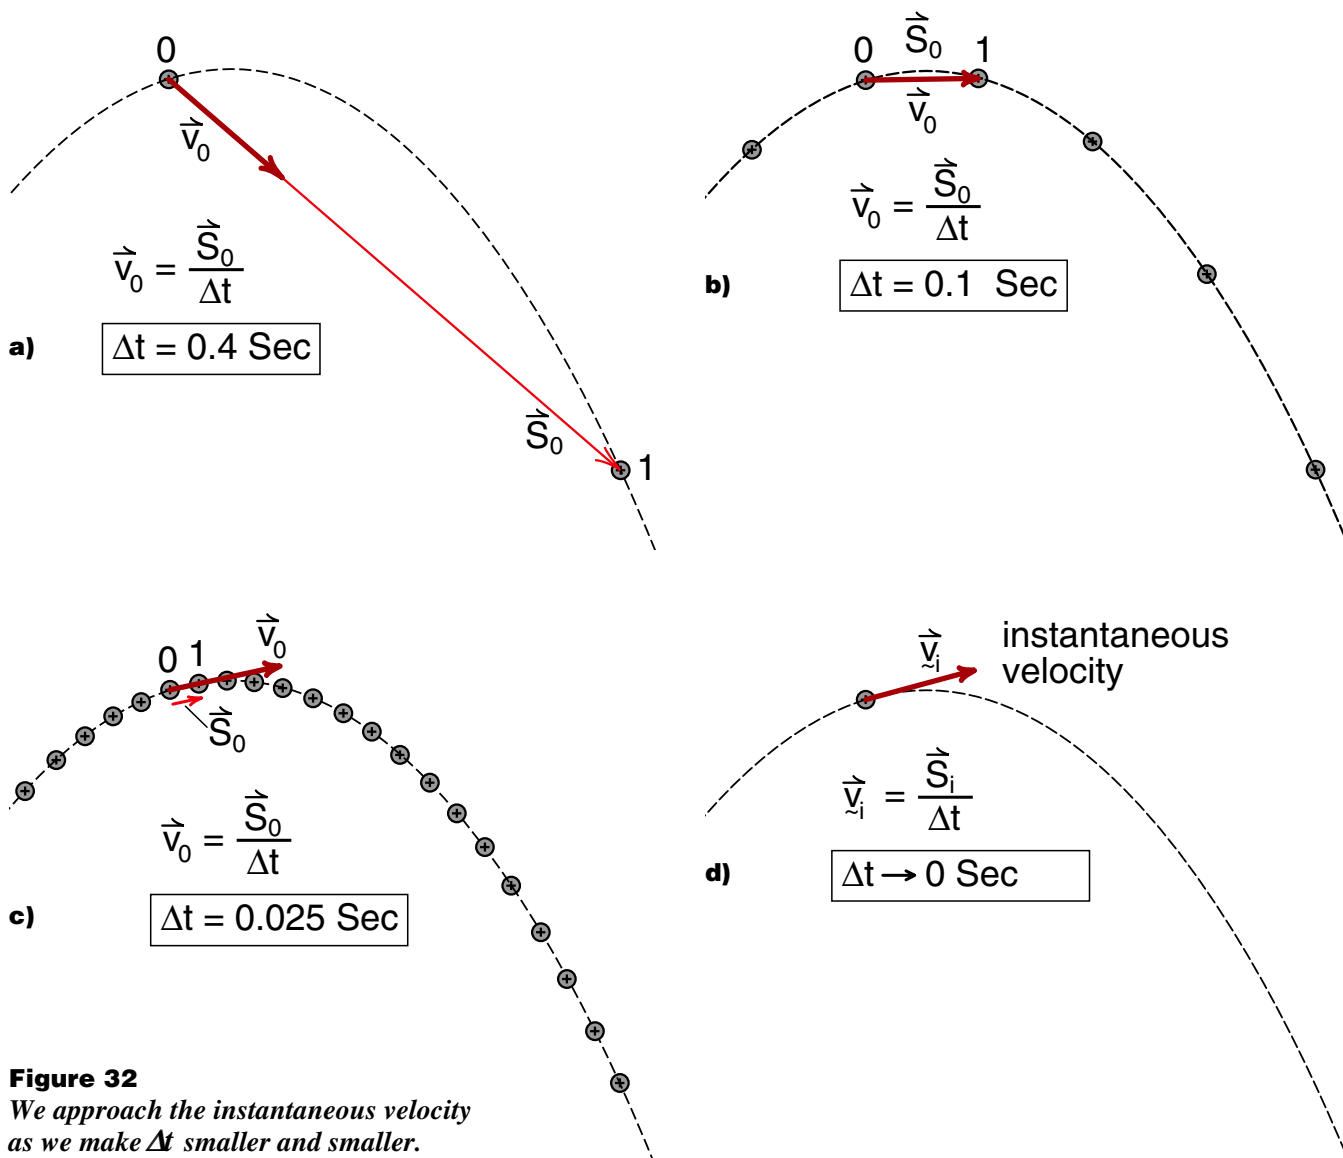 0
v⃗₀
v⃗₀ = S⃗₀ / Δt
a) Δt = 0.4 Sec
S⃗₀
1
0 S⃗₀ 1
v⃗₀
v⃗₀ = S⃗₀ / Δt
b) Δt = 0.1 Sec
0 1 v⃗₀
S⃗₀
v⃗₀ = S⃗₀ / Δt
c) Δt = 0.025 Sec
v̰⃗ᵢ instantaneous
velocity
v̰⃗ᵢ = S⃗ᵢ / Δt
d) Δt → 0 Sec
Figure 32
We approach the instantaneous velocity
as we make Δt smaller and smaller.